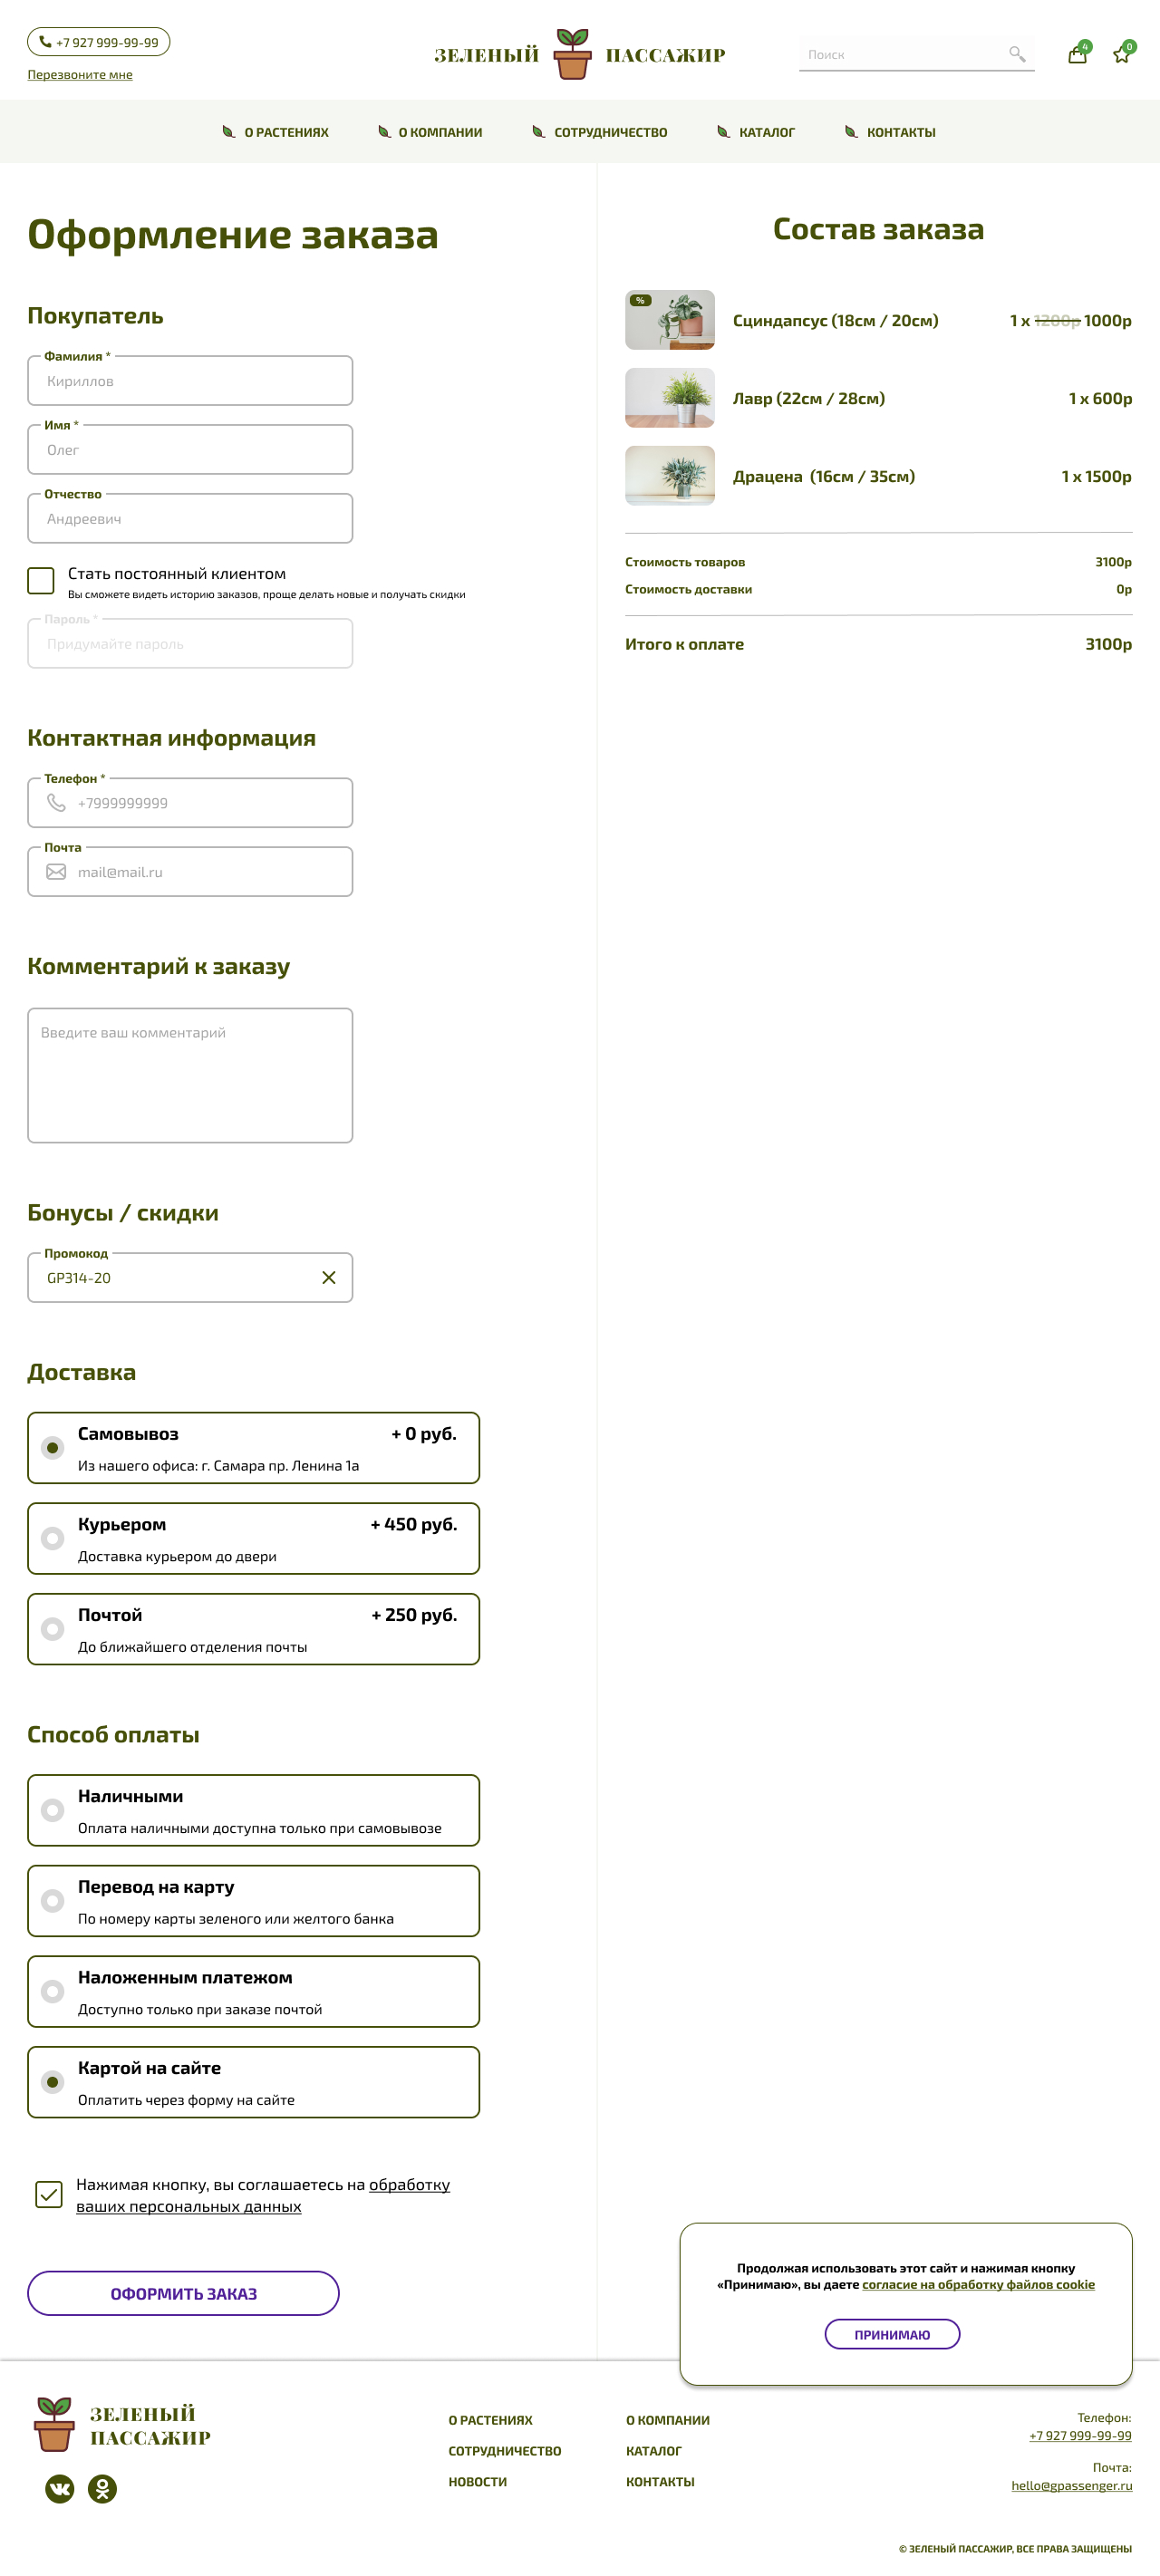 +7 927 999-99-99
Перезвоните мне
ЗЕЛЕНЫЙ ПАССАЖИР
Поиск
4
0
О РАСТЕНИЯХ
О КОМПАНИИ
СОТРУДНИЧЕСТВО
КАТАЛОГ
КОНТАКТЫ
Оформление заказа
Покупатель
Фамилия *
Кириллов
Имя *
Олег
Отчество
Андреевич
Стать постоянный клиентом
Вы сможете видеть историю заказов, проще делать новые и получать скидки
Пароль *
Придумайте пароль
Контактная информация
Телефон *
+7999999999
Почта
mail@mail.ru
Комментарий к заказу
Введите ваш комментарий
Бонусы / скидки
Промокод
GP314-20
Доставка
Самовывоз + 0 руб.
Из нашего офиса: г. Самара пр. Ленина 1а
Курьером + 450 руб.
Доставка курьером до двери
Почтой + 250 руб.
До ближайшего отделения почты
Способ оплаты
Наличными
Оплата наличными доступна только при самовывозе
Перевод на карту
По номеру карты зеленого или желтого банка
Наложенным платежом
Доступно только при заказе почтой
Картой на сайте
Оплатить через форму на сайте
Нажимая кнопку, вы соглашаетесь на обработку
ваших персональных данных
ОФОРМИТЬ ЗАКАЗ
Состав заказа
%
Сциндапсус (18см / 20см) 1 x 1200р 1000р
Лавр (22см / 28см) 1 x 600р
Драцена (16см / 35см) 1 x 1500р
Стоимость товаров 3100р
Стоимость доставки 0р
Итого к оплате 3100р
Продолжая использовать этот сайт и нажимая кнопку
«Принимаю», вы даете согласие на обработку файлов cookie
ПРИНИМАЮ
ЗЕЛЕНЫЙ
ПАССАЖИР
О РАСТЕНИЯХ
СОТРУДНИЧЕСТВО
НОВОСТИ
О КОМПАНИИ
КАТАЛОГ
КОНТАКТЫ
Телефон:
+7 927 999-99-99
Почта:
hello@gpassenger.ru
© ЗЕЛЕНЫЙ ПАССАЖИР, ВСЕ ПРАВА ЗАЩИЩЕНЫ